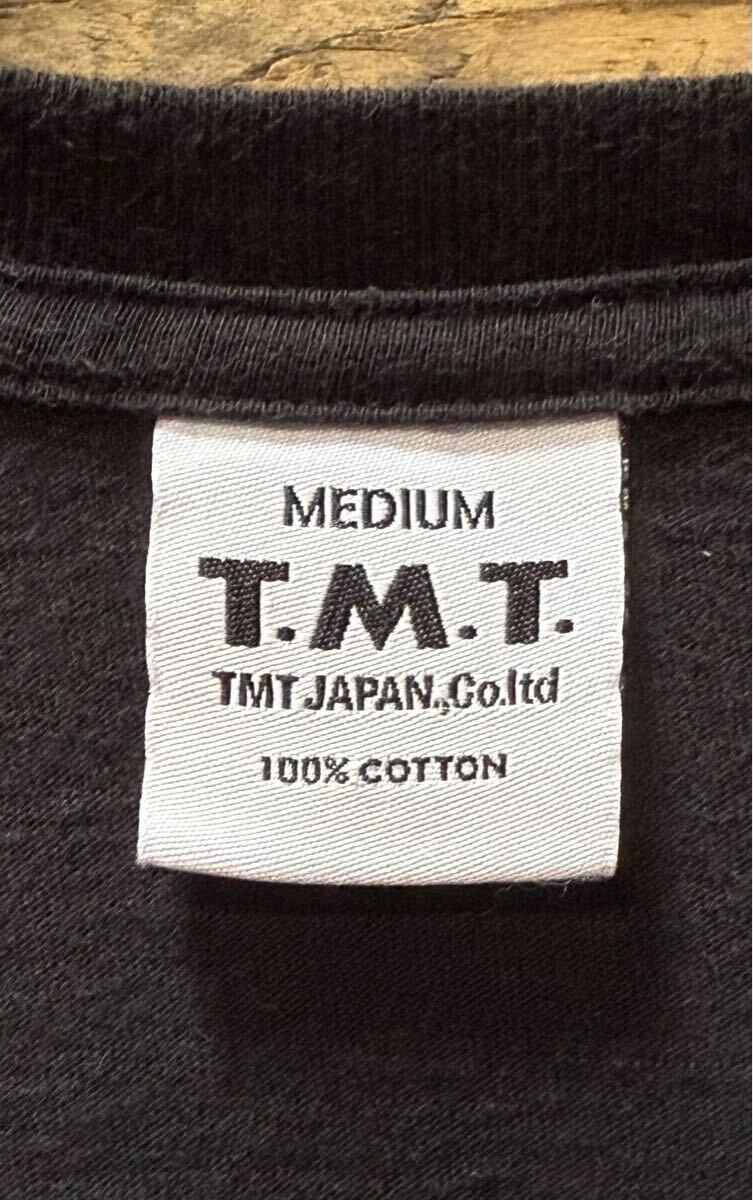 MEDIUM
T.M.T.
TMT JAPAN.,Co.ltd
100% COTTON